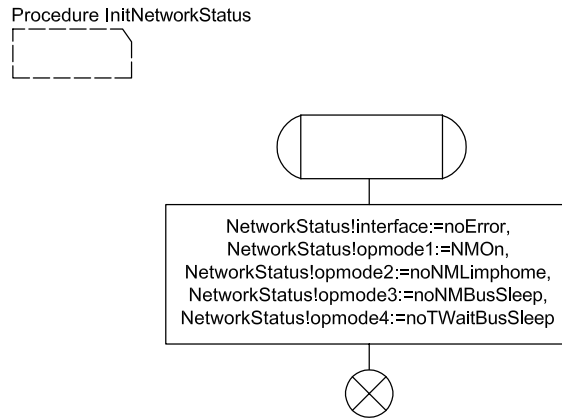 Procedure InitNetworkStatus
NetworkStatus!interface:=noError,
NetworkStatus!opmode1:=NMOn,
NetworkStatus!opmode2:=noNMLimphome,
NetworkStatus!opmode3:=noNMBusSleep,
NetworkStatus!opmode4:=noTWaitBusSleep